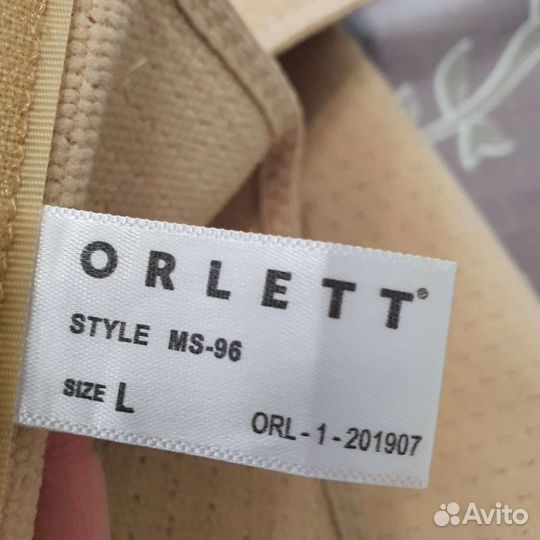 ORLETT®
STYLE MS-96
SIZE L
ORL - 1 - 201907
Avito